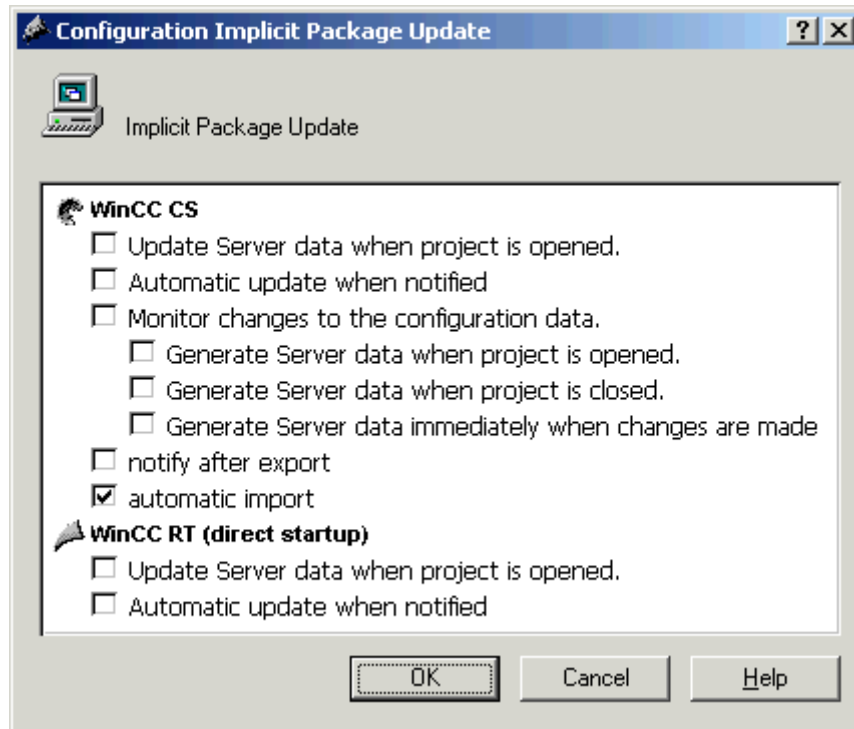 Configuration Implicit Package Update
Implicit Package Update
WinCC CS
Update Server data when project is opened.
Automatic update when notified
Monitor changes to the configuration data.
Generate Server data when project is opened.
Generate Server data when project is closed.
Generate Server data immediately when changes are made
notify after export
automatic import
WinCC RT (direct startup)
Update Server data when project is opened.
Automatic update when notified
OK Cancel Help